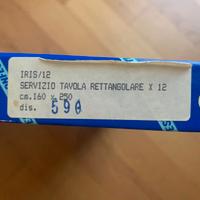 IRIS/12
SERVIZIO TAVOLA RETTANGOLARE X 12
cm.160 x 250
dis. 590